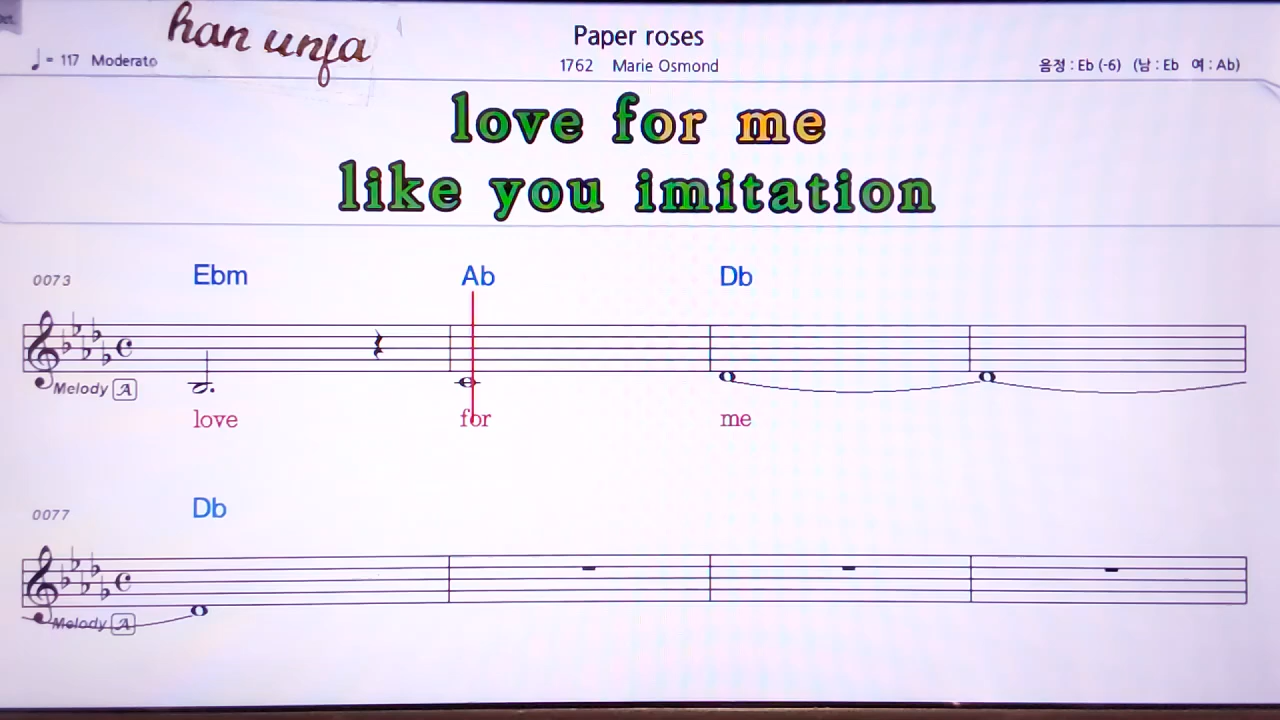 han unja
Paper roses
♩= 117 Moderato
1762 Marie Osmond
음정 : Eb (-6) (남 : Eb 여 : Ab)
love for me
like you imitation
0073
Ebm Ab Db
Melody A
love for me
0077
Db
Melody A